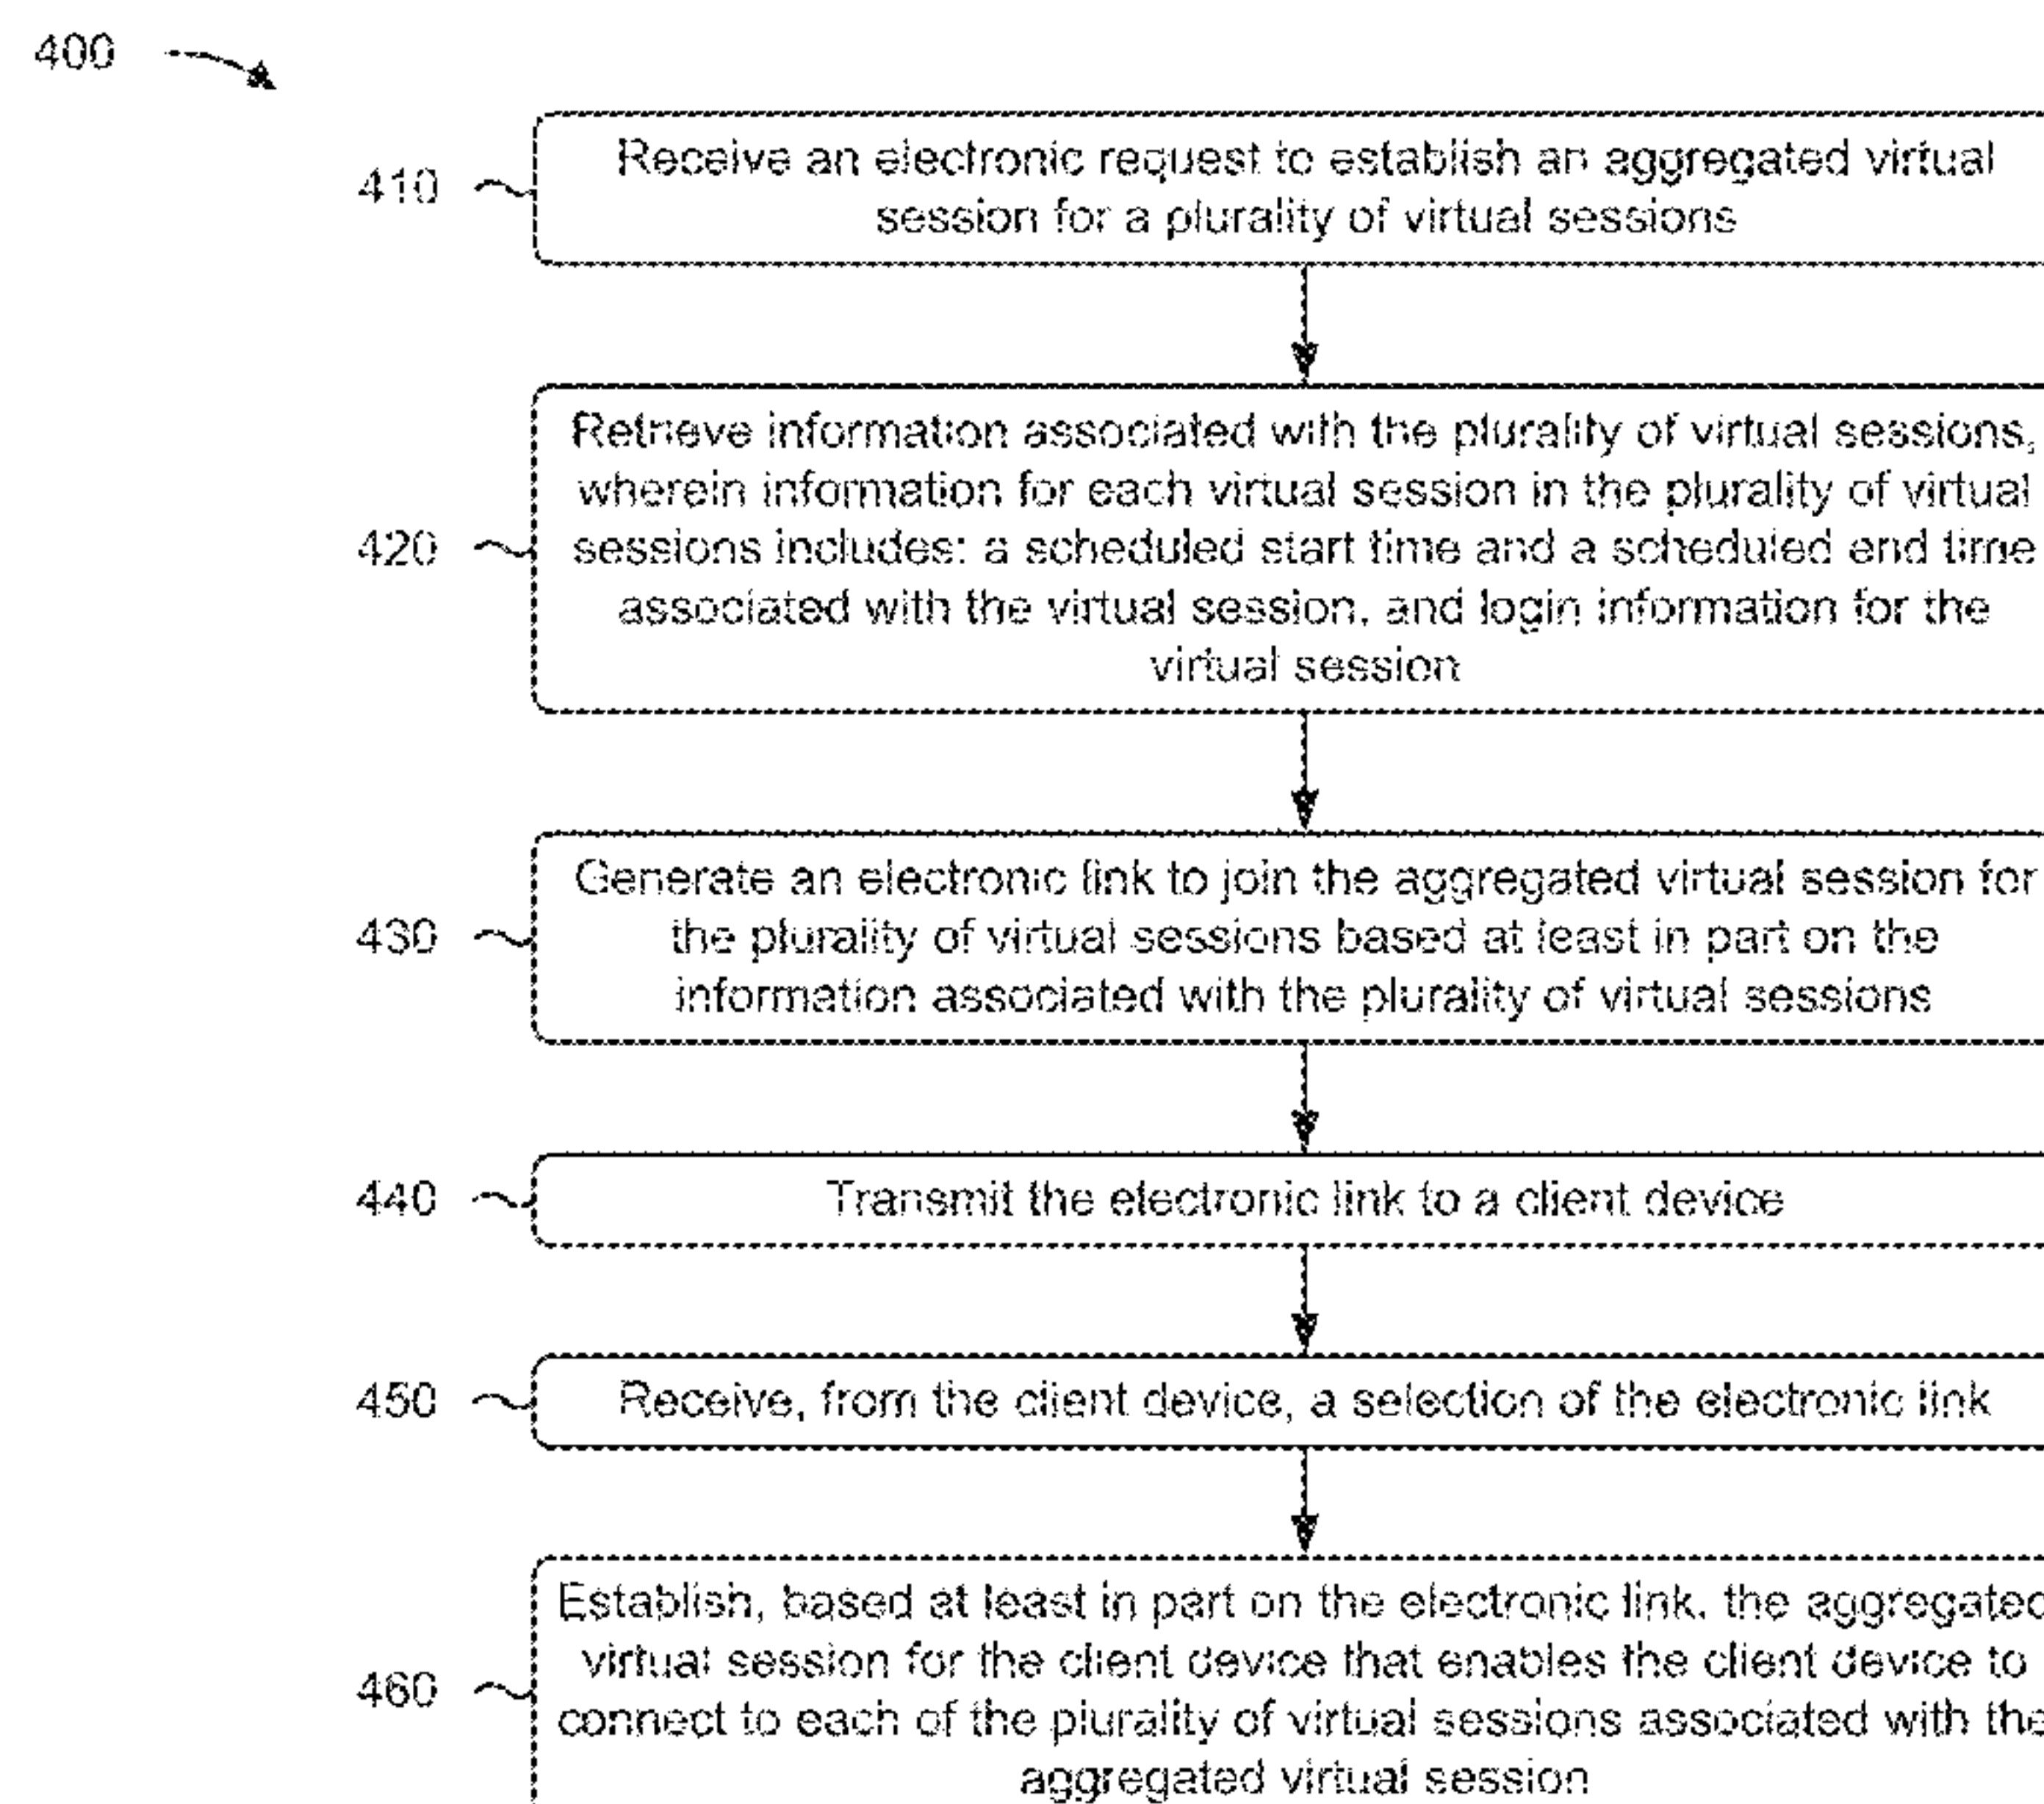 400
410
Receive an electronic request to establish an aggregated virtual
session for a plurality of virtual sessions
420
Retrieve information associated with the plurality of virtual sessions,
wherein information for each virtual session in the plurality of virtual
sessions includes: a scheduled start time and a scheduled end time
associated with the virtual session, and login information for the
virtual session
430
Generate an electronic link to join the aggregated virtual session for
the plurality of virtual sessions based at least in part on the
information associated with the plurality of virtual sessions
440
Transmit the electronic link to a client device
450
Receive, from the client device, a selection of the electronic link
460
Establish, based at least in part on the electronic link, the aggregated
virtual session for the client device that enables the client device to
connect to each of the plurality of virtual sessions associated with the
aggregated virtual session